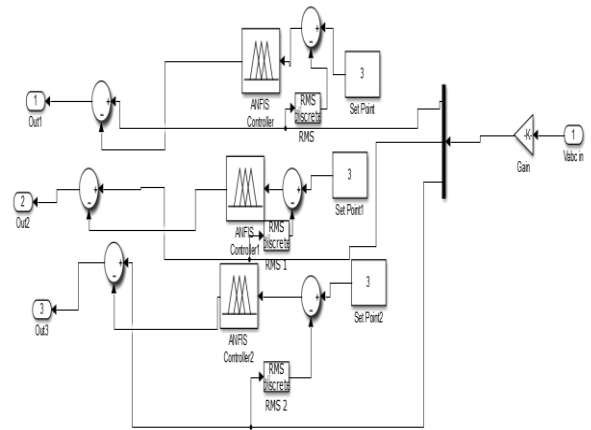 3
Set Point
ANFIS
Controller
RMS
discrete
RMS
1
Out1
-K-
Gain
1
Vabc in
3
Set Point1
ANFIS
Controller1
RMS
discrete
RMS 1
2
Out2
3
Set Point2
ANFIS
Controller2
RMS
discrete
RMS 2
3
Out3